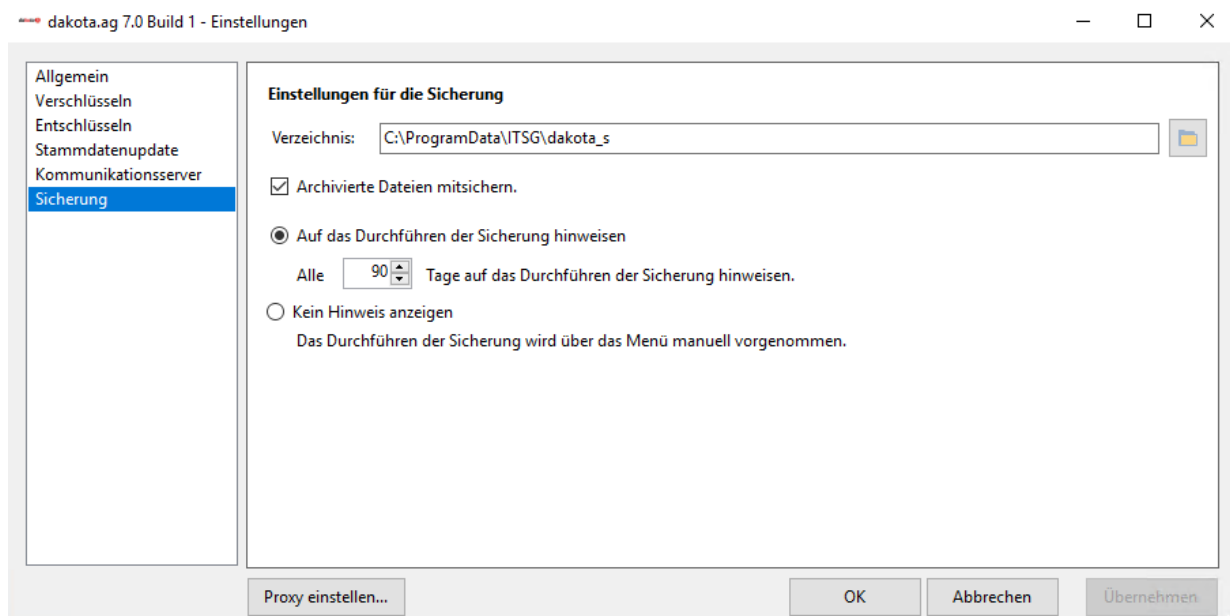 dakota.ag 7.0 Build 1 - Einstellungen
Allgemein
Verschlüsseln
Entschlüsseln
Stammdatenupdate
Kommunikationsserver
Sicherung
Einstellungen für die Sicherung
Verzeichnis: C:\ProgramData\ITSG\dakota_s
Archivierte Dateien mitsichern.
Auf das Durchführen der Sicherung hinweisen
Alle 90 Tage auf das Durchführen der Sicherung hinweisen.
Kein Hinweis anzeigen
Das Durchführen der Sicherung wird über das Menü manuell vorgenommen.
Proxy einstellen... OK Abbrechen Übernehmen